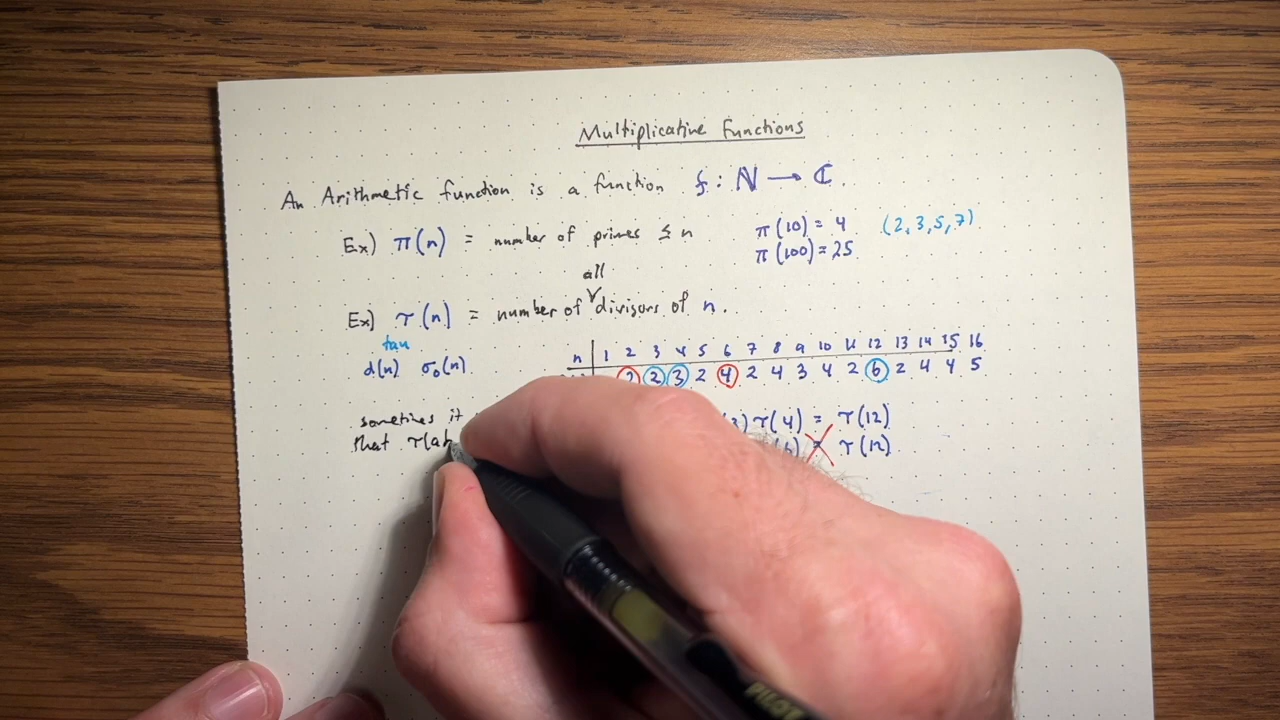 Multiplicative Functions
An Arithmetic function is a function f : ℕ → ℂ.
Ex) π(n) = number of primes ≤ n π(10) = 4 (2,3,5,7)
π(100) = 25
all
Ex) τ(n) = number of divisors of n.
tau
d(n) σ₀(n)
n 1 2 3 4 5 6 7 8 9 10 11 12 13 14 15 16
2 2 3 2 4 2 4 3 4 2 6 2 4 4 5
sometimes it τ(4) = τ(12)
that τ(ab = τ(12)
PILOT